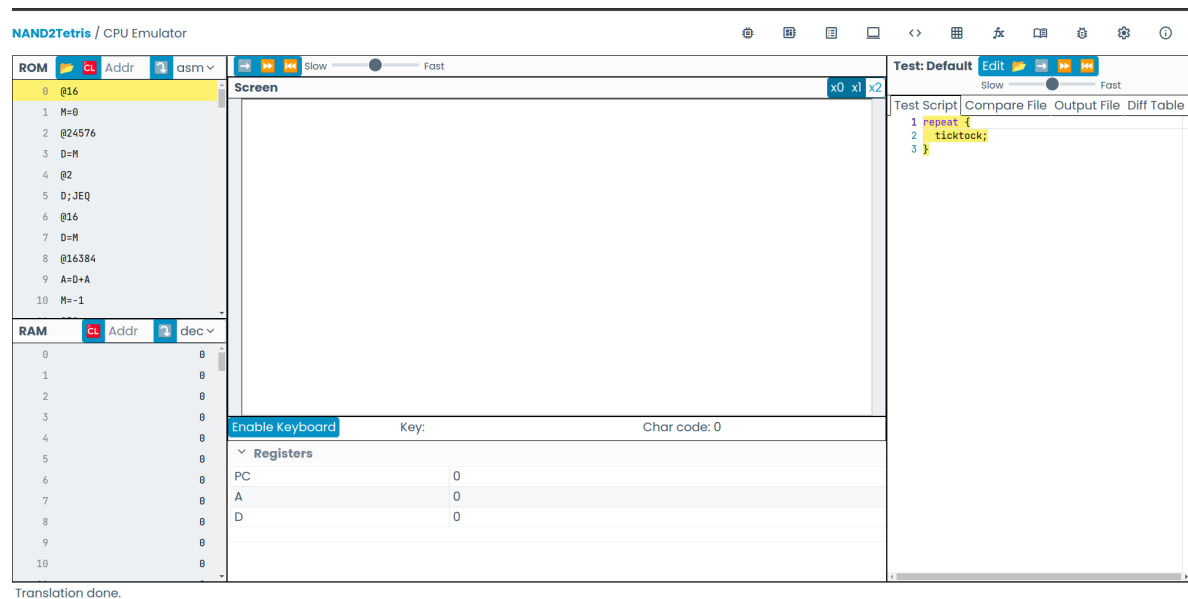 NAND2Tetris / CPU Emulator
ROM CL Addr asm
0 @16
1 M=0
2 @24576
3 D=M
4 @2
5 D;JEQ
6 @16
7 D=M
8 @16384
9 A=D+A
10 M=-1
RAM CL Addr dec
0 0
1 0
2 0
3 0
4 0
5 0
6 0
7 0
8 0
9 0
10 0
Slow Fast
Screen x0 x1 x2
Enable Keyboard Key: Char code: 0
Registers
PC 0
A 0
D 0
Test: Default Edit
Slow Fast
Test Script Compare File Output File Diff Table
1 repeat {
2 ticktock;
3 }
Translation done.